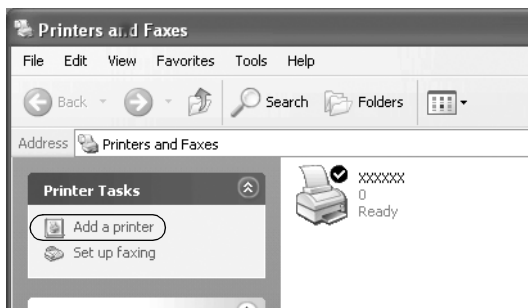 Printers and Faxes
File Edit View Favorites Tools Help
Back Search Folders
Address Printers and Faxes
Printer Tasks
Add a printer
Set up faxing
xxxxxx
0
Ready